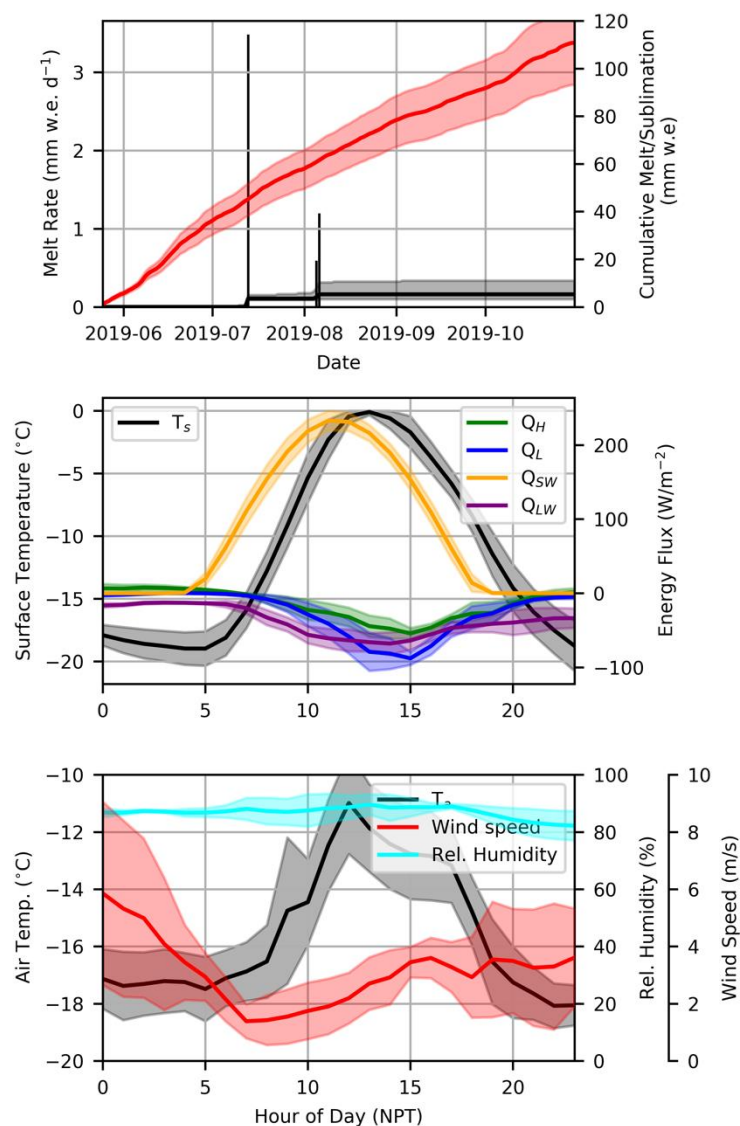 Melt Rate (mm w.e. d⁻¹)
3
2
1
0
120
100
80
60
40
20
0
Cumulative Melt/Sublimation
(mm w.e)
2019-06 2019-07 2019-08 2019-09 2019-10
Date
Surface Temperature (°C)
0
−5
−10
−15
−20
T_s
Q_H
Q_L
Q_SW
Q_LW
200
100
0
−100
Energy Flux (W/m⁻²)
0 5 10 15 20
Air Temp. (°C)
−10
−12
−14
−16
−18
−20
Wind speed
Rel. Humidity
100
80
60
40
20
0
Rel. Humidity (%)
10
8
6
4
2
0
Wind Speed (m/s)
0 5 10 15 20
Hour of Day (NPT)